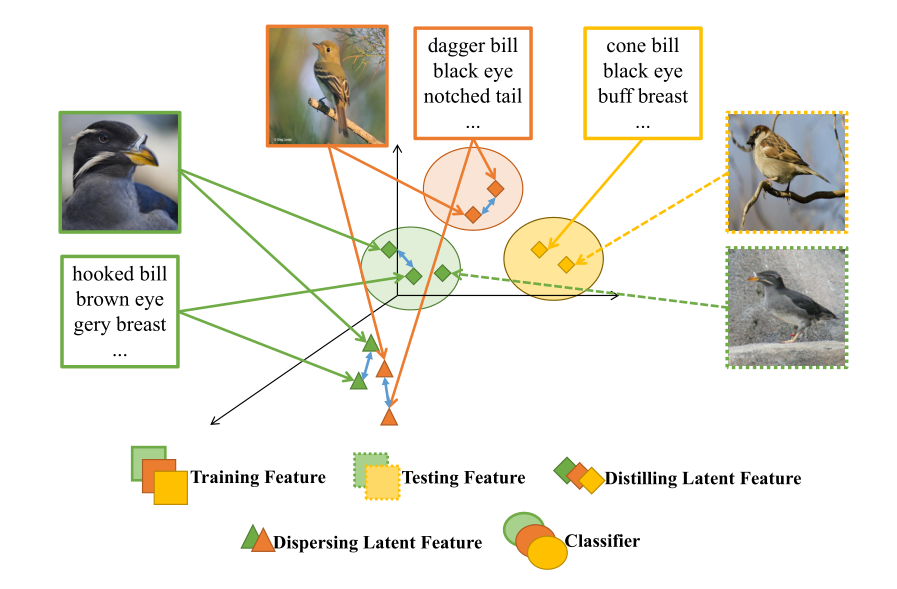 dagger bill
black eye
notched tail
...
cone bill
black eye
buff breast
...
hooked bill
brown eye
gery breast
...
Training Feature
Testing Feature
Distilling Latent Feature
Dispersing Latent Feature
Classifier